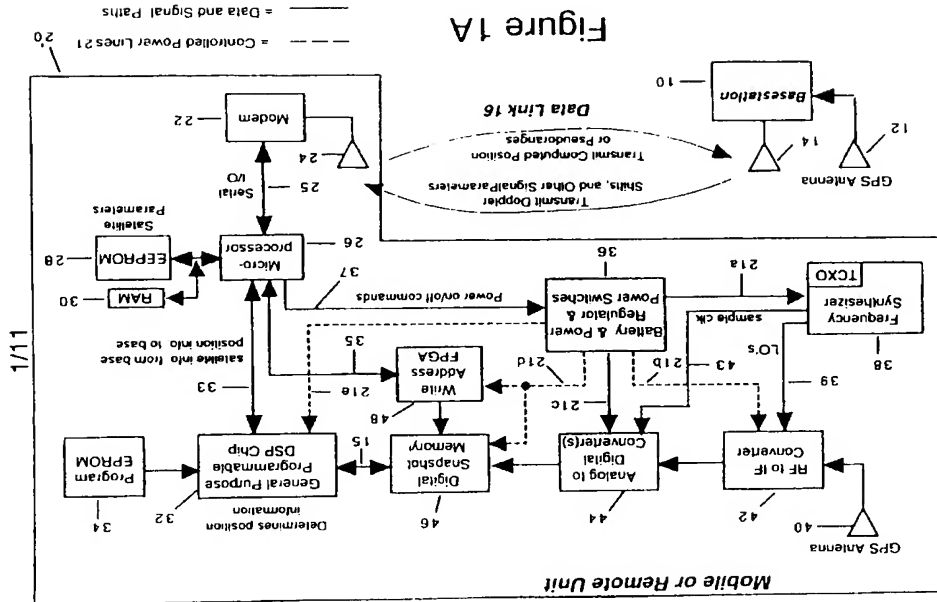 Mobile or Remote Unit
GPS Antenna
40
42
RF to IF
Converter
44
Analog to
Digital
Converter(s)
46
Digital
Snapshot
Memory
15
Determines position
information
32
General Purpose
Programmable
DSP Chip
34
Program
EPROM
38
Frequency
Synthesizer
TCXO
39
LO's
43
sample clk
21a
21b
21c
21d
21e
36
Battery & Power
Regulator &
Power Switches
48
Write
Address
FPGA
35
33
satellite info from base
position info to base
Power on/off commands
37
26
Micro-
processor
30
RAM
28
EEPROM
Satellite
Parameters
25
Serial
I/O
22
Modem
24
GPS Antenna
12
14
10
Basestation
Transmit Doppler
Shifts, and Other SignalParameters
Transmit Computed Position
or Pseudoranges
Data Link 16
20
Figure 1A
= Controlled Power Lines 21
= Data and Signal Paths
1/11